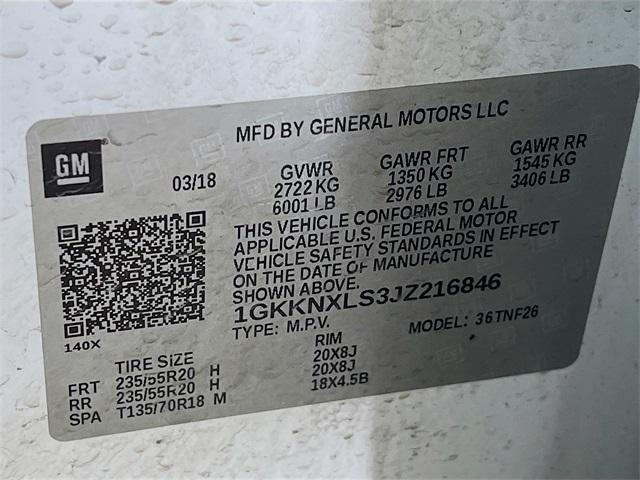 MFD BY GENERAL MOTORS LLC
GM
03/18
GVWR GAWR FRT GAWR RR
2722 KG 1350 KG 1545 KG
6001 LB 2976 LB 3406 LB
THIS VEHICLE CONFORMS TO ALL
APPLICABLE U.S. FEDERAL MOTOR
VEHICLE SAFETY STANDARDS IN EFFECT
ON THE DATE OF MANUFACTURE
SHOWN ABOVE.
1GKKNXLS3JZ216846
TYPE: M.P.V. MODEL: 36TNF26
140X
TIRE SIZE RIM
FRT 235/55R20 H 20X8J
RR 235/55R20 H 20X8J
SPA T135/70R18 M 18X4.5B